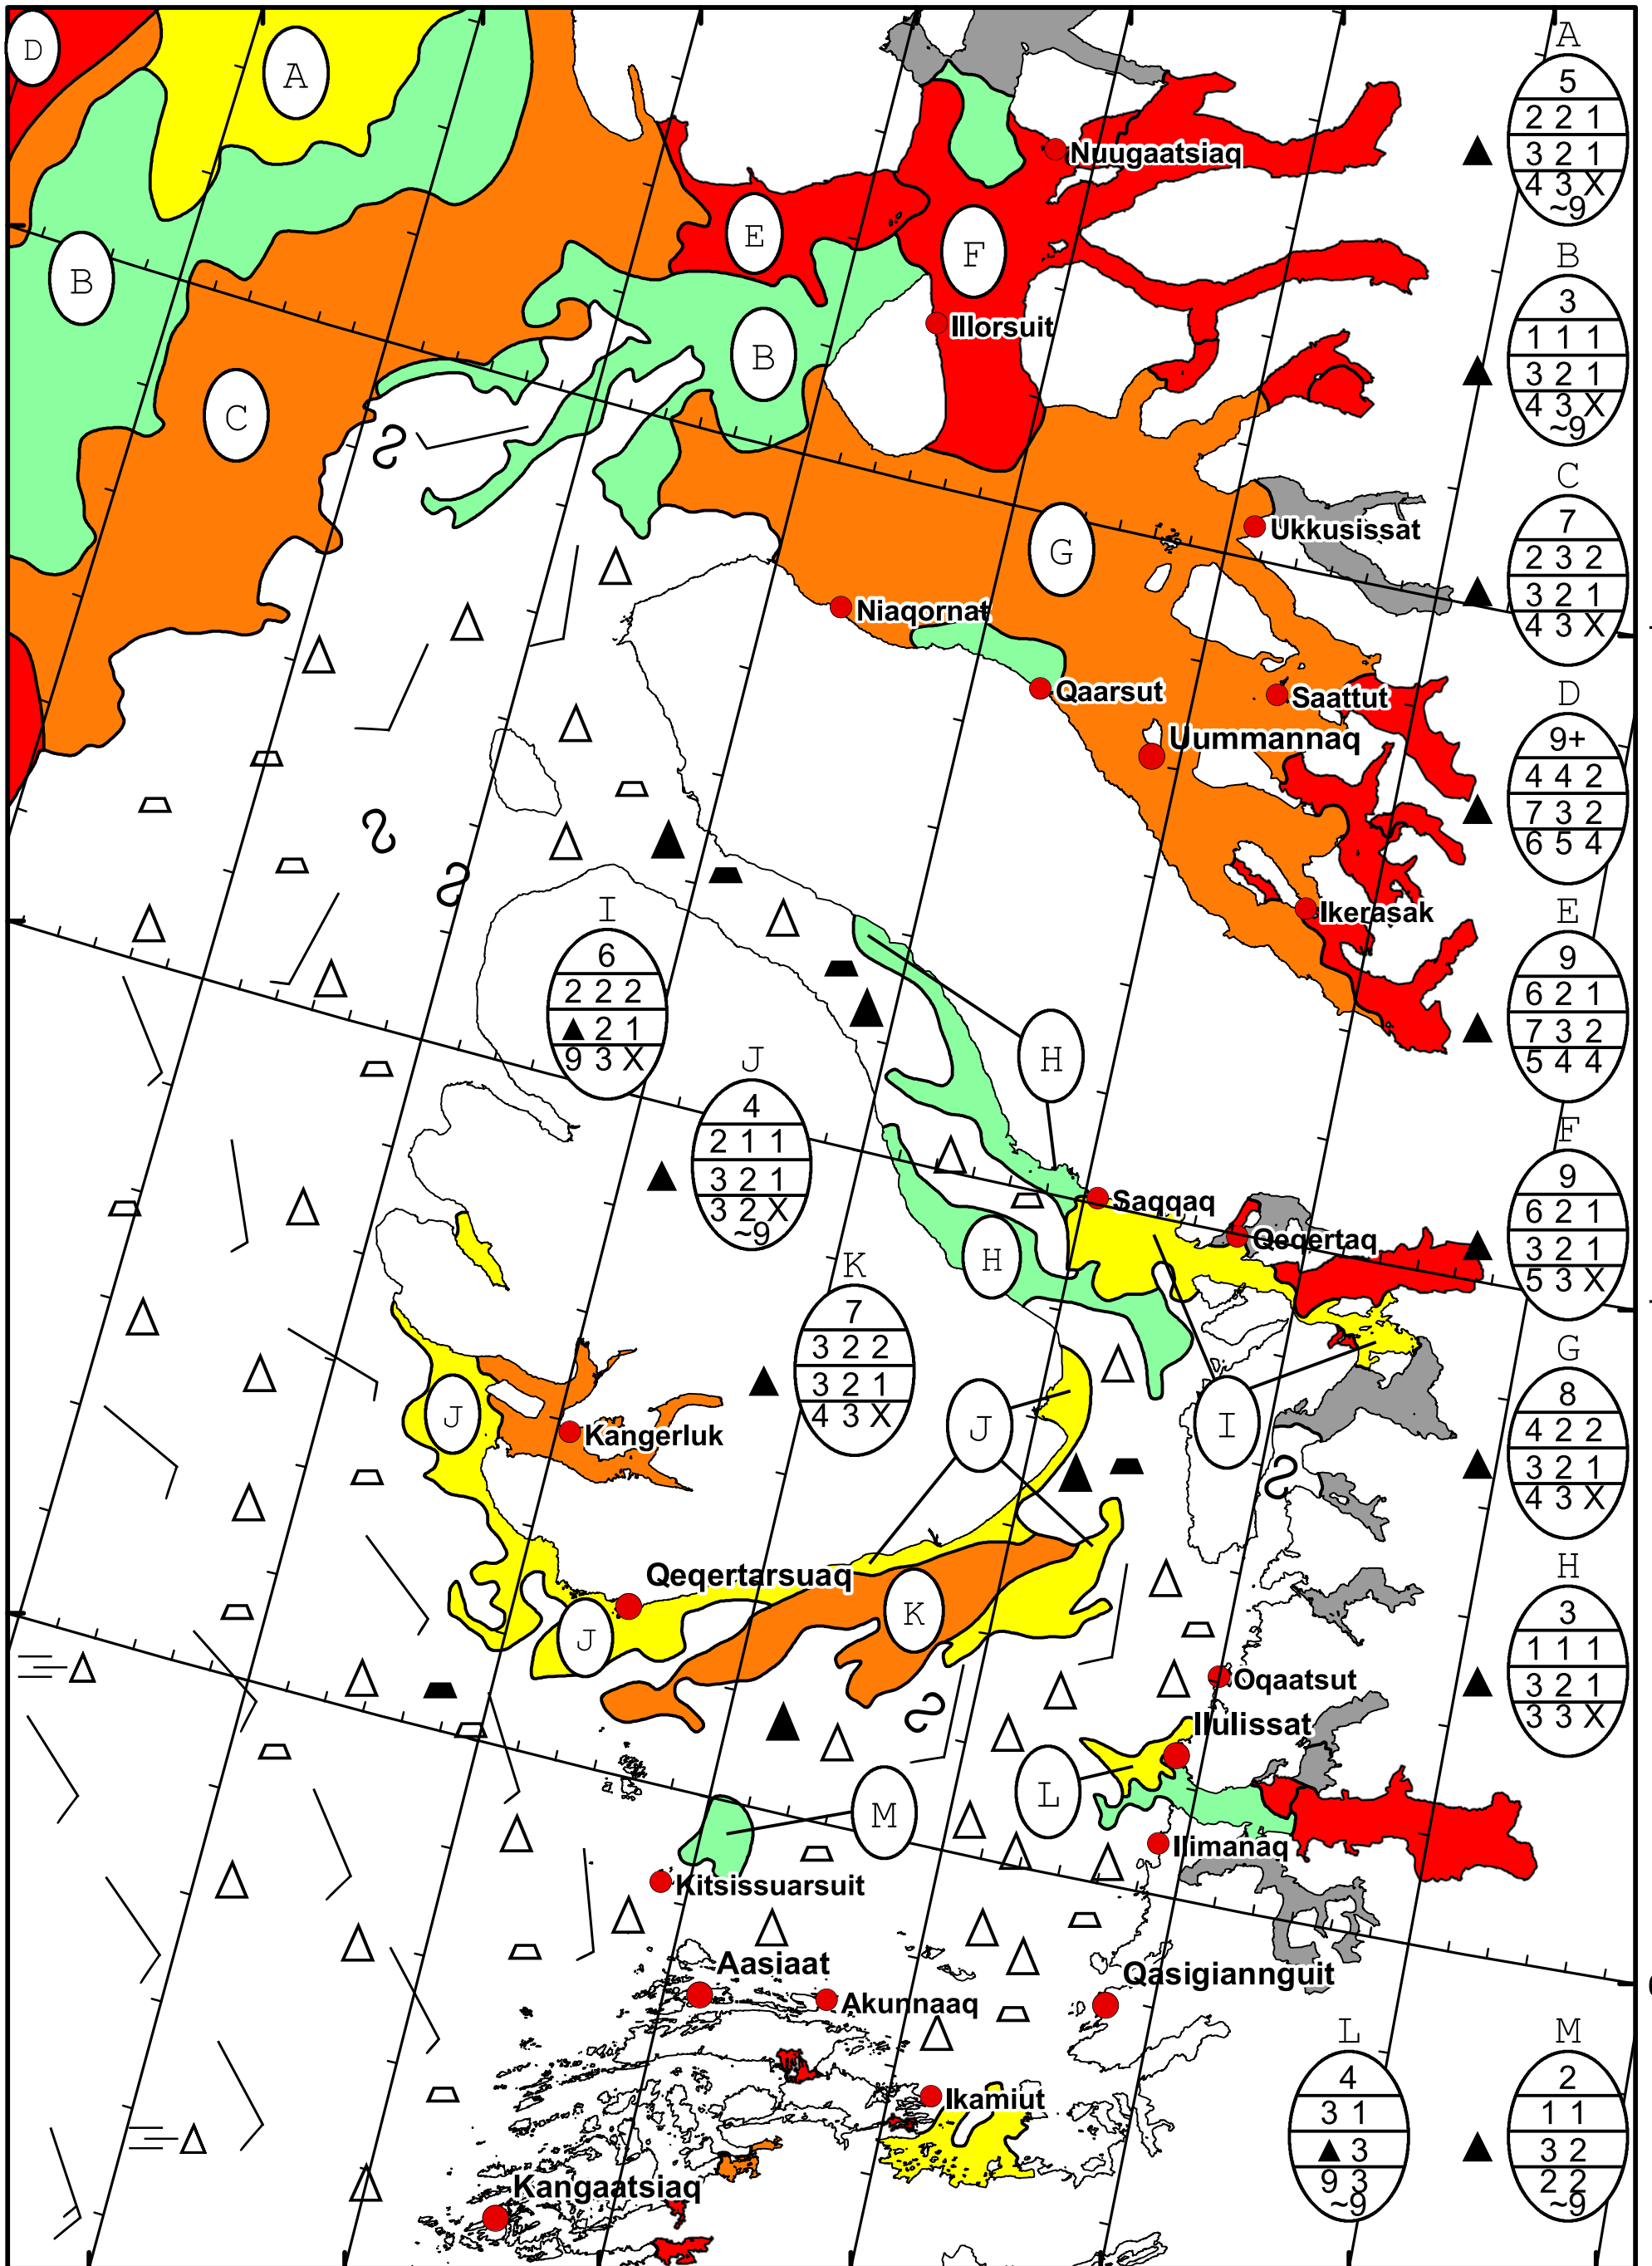 D
A
A
5
2 2 1
3 2 1
4 3 X
~9
Nuugaatsiaq
E
F
B
B
3
1 1 1
3 2 1
4 3 X
~9
Illorsuit
B
C
C
7
2 3 2
3 2 1
4 3 X
Ukkusissat
G
Niaqornat
Qaarsut
Saattut
Uummannaq
D
9+
4 4 2
7 3 2
6 5 4
Ikerasak
E
9
6 2 1
7 3 2
5 4 4
I
6
2 2 2
▲ 2 1
9 3 X
H
J
4
2 1 1
3 2 1
3 2 X
~9
F
9
6 2 1
3 2 1
5 3 X
Saqqaq
Qeqertaq
H
K
7
3 2 2
3 2 1
4 3 X
G
8
4 2 2
3 2 1
4 3 X
J
J
I
Kangerluk
Qeqertarsuaq
H
3
1 1 1
3 2 1
3 3 X
K
J
Oqaatsut
Ilulissat
L
M
Ilimanaq
Kitsissuarsuit
Aasiaat
Qasigiannguit
Akunnaaq
L
4
3 1
▲ 3
9 3
~9
M
2
1 1
3 2
2 2
~9
Ikamiut
Kangaatsiaq